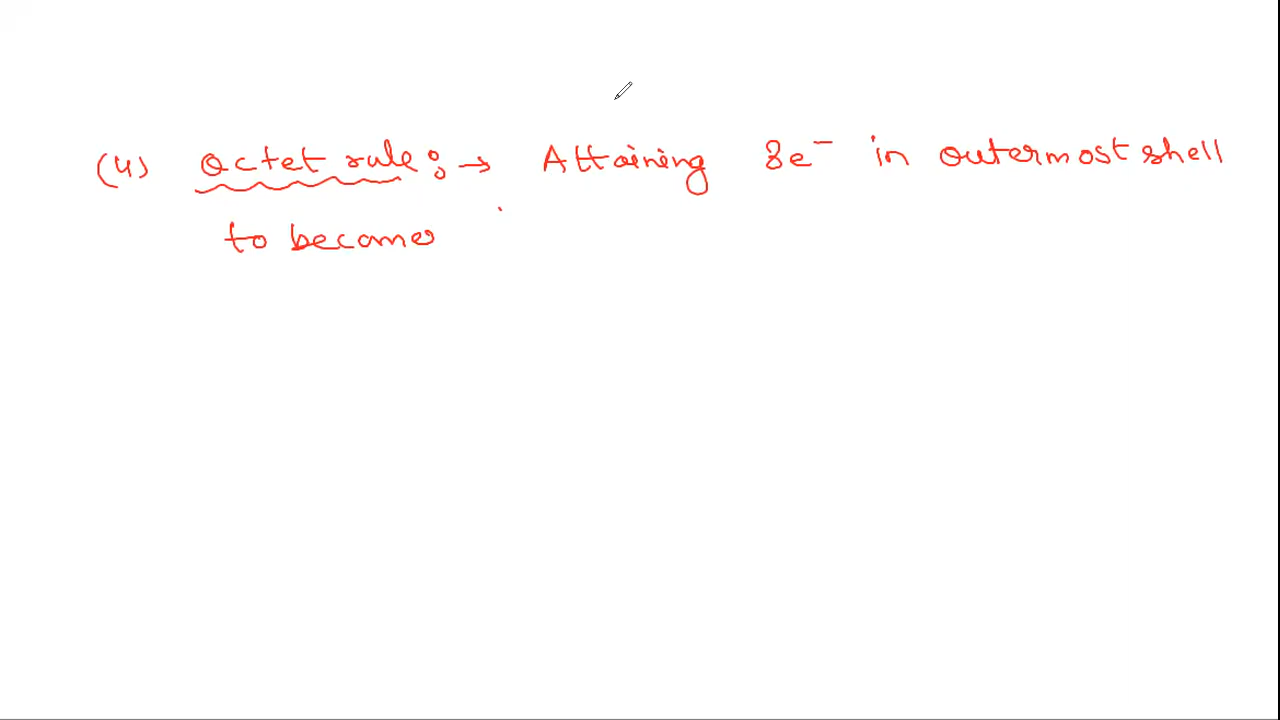 (4) Octet rule:→ Attaining 8e⁻ in outermost shell
to become